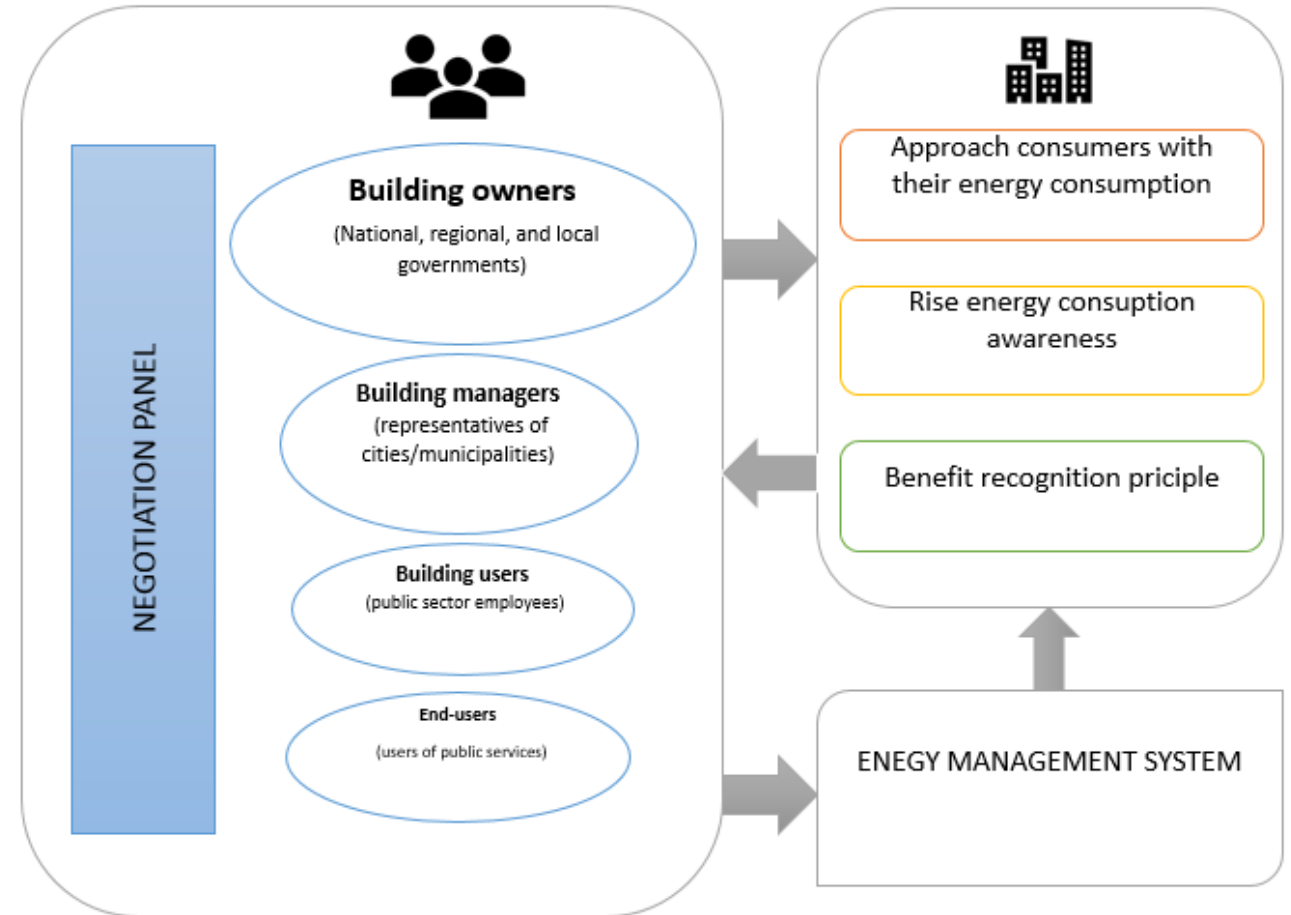 NEGOTIATION PANEL
Building owners
(National, regional, and local
governments)
Building managers
(representatives of
cities/municipalities)
Building users
(public sector employees)
End-users
(users of public services)
Approach consumers with
their energy consumption
Rise energy consuption
awareness
Benefit recognition priciple
ENEGY MANAGEMENT SYSTEM